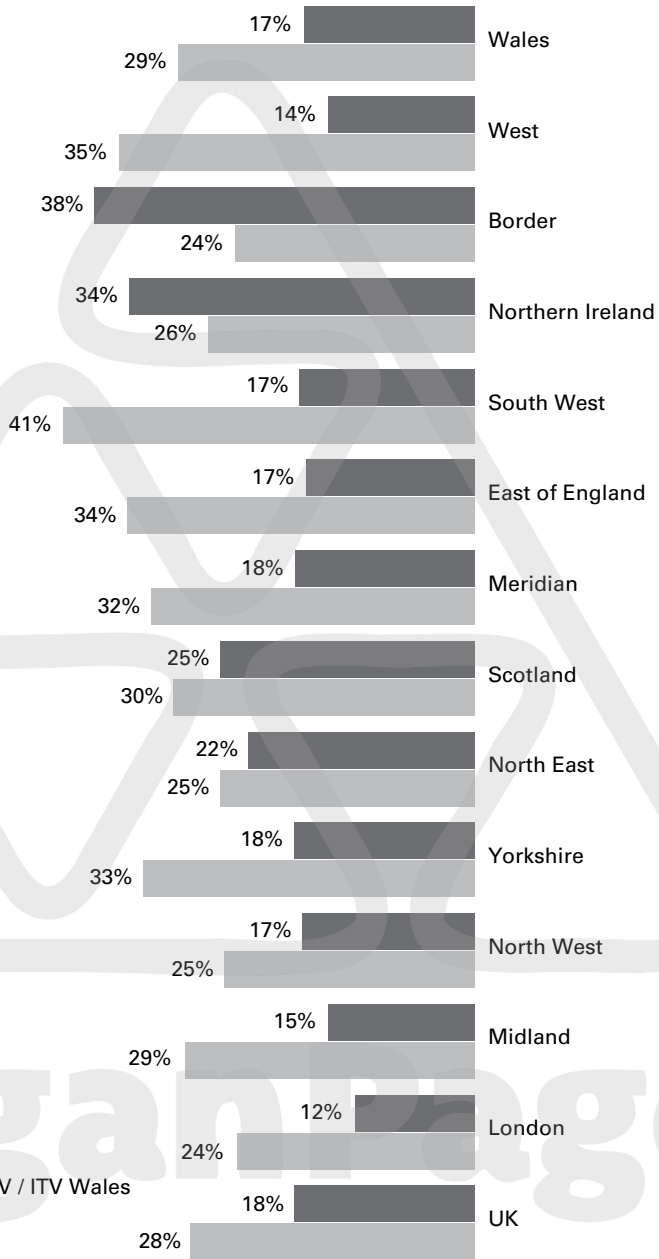 17%
Wales
29%
14%
West
35%
38%
Border
24%
34%
Northern Ireland
26%
17%
South West
41%
17%
East of England
34%
18%
Meridian
32%
25%
Scotland
30%
22%
North East
25%
18%
Yorkshire
33%
17%
North West
25%
15%
Midland
29%
12%
London
24%
V / ITV Wales
18%
UK
28%
ganPage